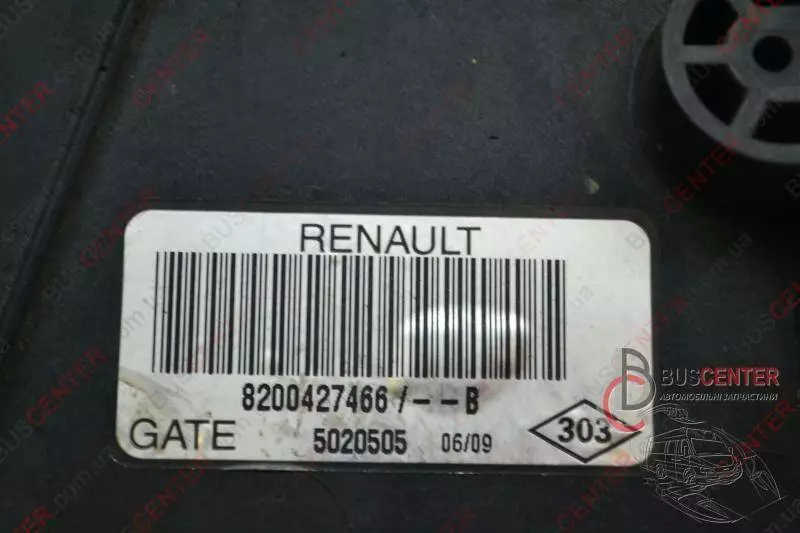 RENAULT
8200427466/--B
GATE 5020505 06/09 303
BUSCENTER
АВТОМОБІЛЬНІ ЗАПЧАСТИНИ